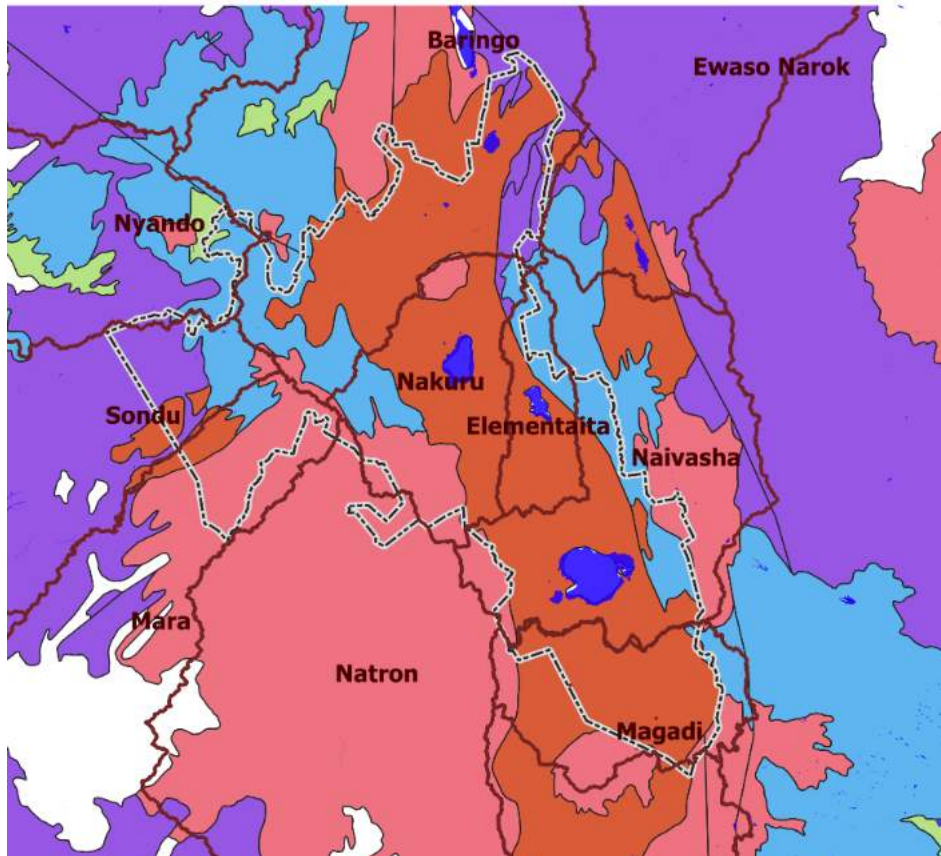 Baringo
Ewaso Narok
Nyando
Nakuru
Sondu
Elementaita
Naivasha
Mara
Natron
Magadi